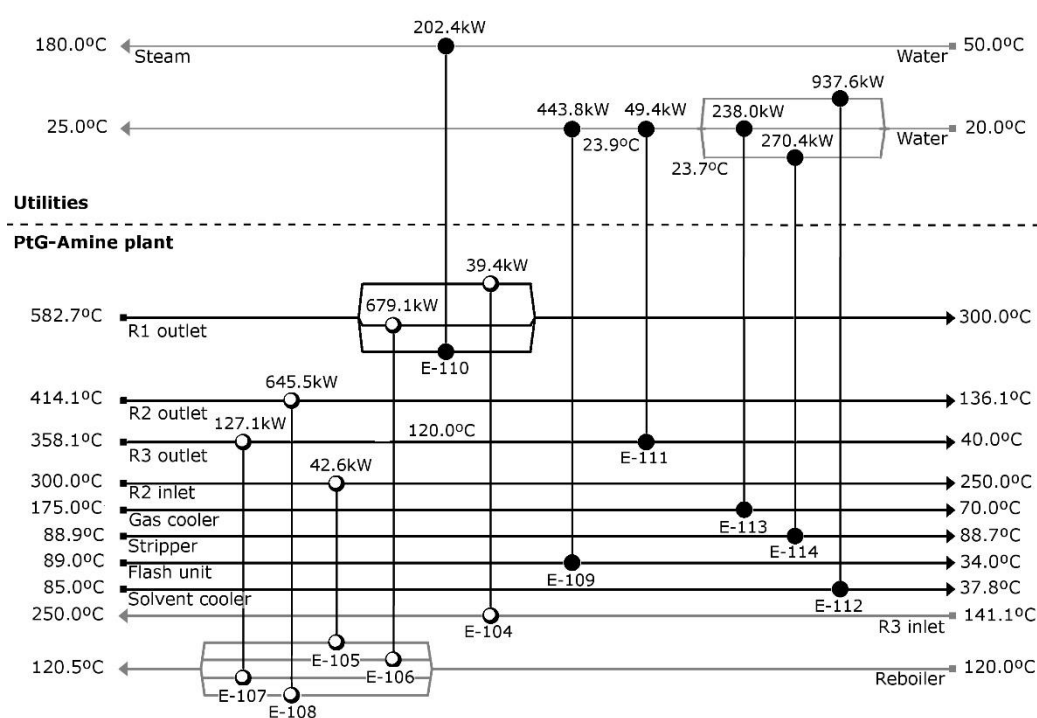 202.4kW
180.0ºC Steam Water 50.0ºC
937.6kW
443.8kW 49.4kW 238.0kW
25.0ºC 23.9ºC 270.4kW Water 20.0ºC
23.7ºC
Utilities
PtG-Amine plant
39.4kW
679.1kW
582.7ºC R1 outlet 300.0ºC
E-110
645.5kW
414.1ºC R2 outlet 136.1ºC
127.1kW 120.0ºC
358.1ºC R3 outlet E-111 40.0ºC
42.6kW
300.0ºC R2 inlet 250.0ºC
175.0ºC Gas cooler E-113 70.0ºC
88.9ºC Stripper E-114 88.7ºC
89.0ºC Flash unit E-109 34.0ºC
85.0ºC Solvent cooler E-112 37.8ºC
250.0ºC E-104 R3 inlet 141.1ºC
E-105
120.5ºC E-106 Reboiler 120.0ºC
E-107
E-108